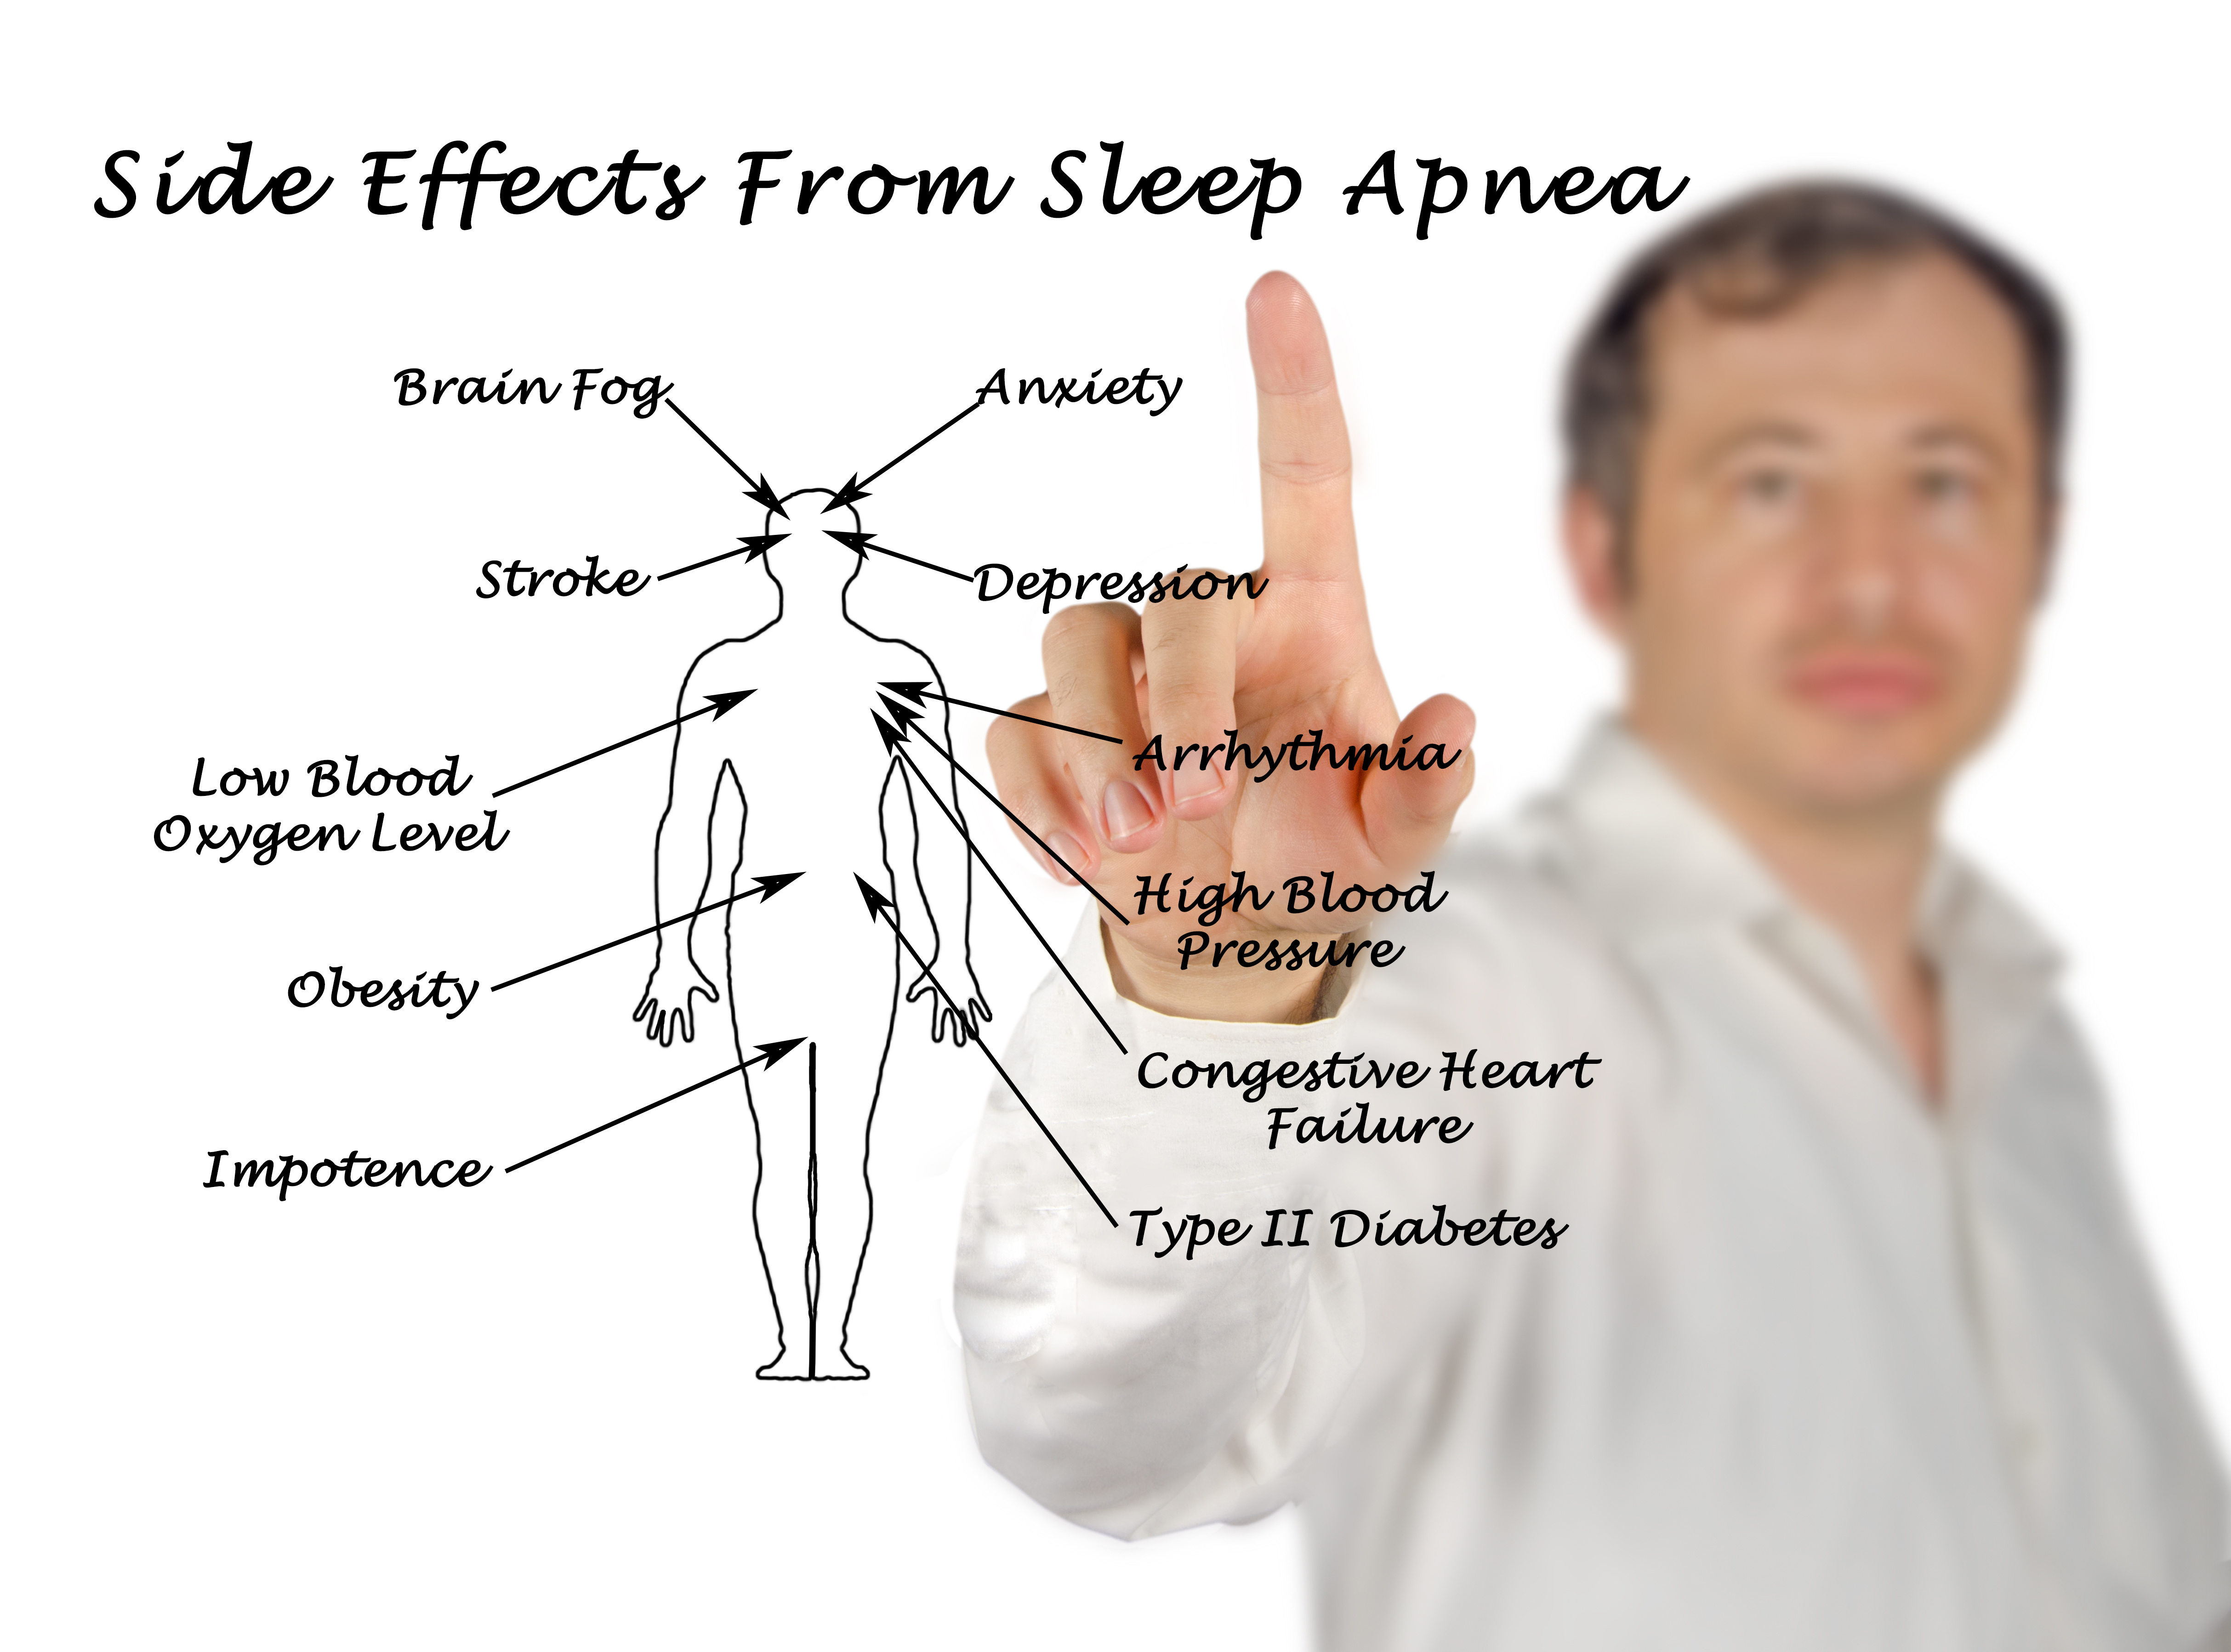 Side Effects From Sleep Apnea
Brain Fog
Anxiety
Stroke
Depression
Low Blood
Oxygen Level
Arrhythmia
High Blood
Pressure
Obesity
Congestive Heart
Failure
Impotence
Type II Diabetes